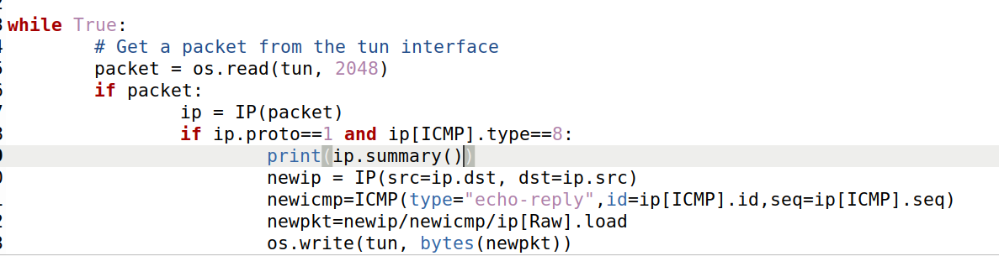 while True:
# Get a packet from the tun interface
packet = os.read(tun, 2048)
if packet:
ip = IP(packet)
if ip.proto==1 and ip[ICMP].type==8:
print(ip.summary())
newip = IP(src=ip.dst, dst=ip.src)
newicmp=ICMP(type="echo-reply",id=ip[ICMP].id,seq=ip[ICMP].seq)
newpkt=newip/newicmp/ip[Raw].load
os.write(tun, bytes(newpkt))